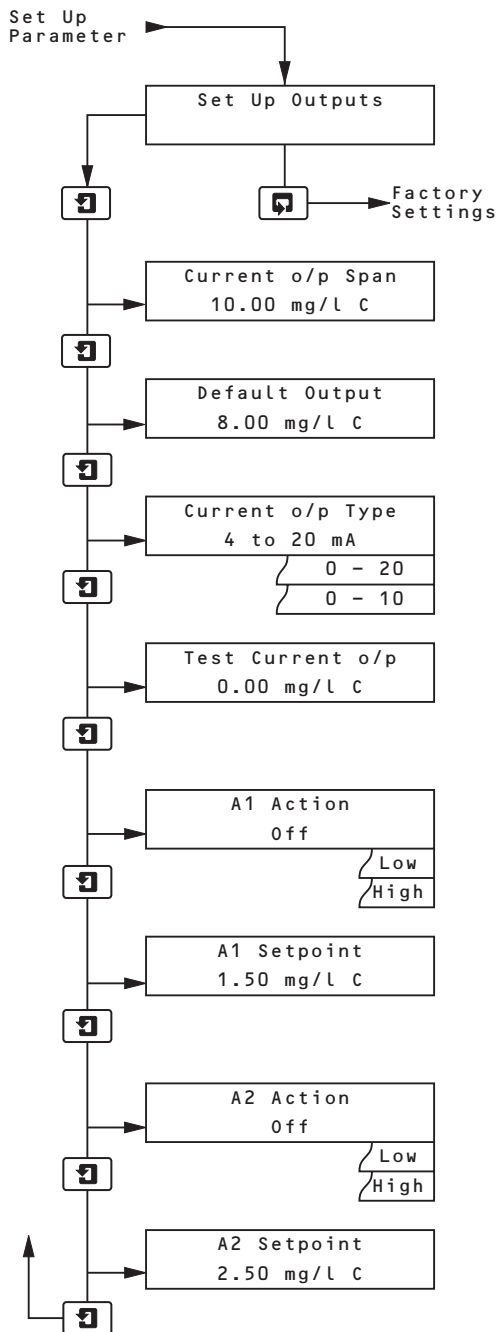 Set Up
Parameter
Set Up Outputs
Factory
Settings
Current o/p Span
10.00 mg/l C
Default Output
8.00 mg/l C
Current o/p Type
4 to 20 mA
0 – 20
0 – 10
Test Current o/p
0.00 mg/l C
A1 Action
Off
Low
High
A1 Setpoint
1.50 mg/l C
A2 Action
Off
Low
High
A2 Setpoint
2.50 mg/l C